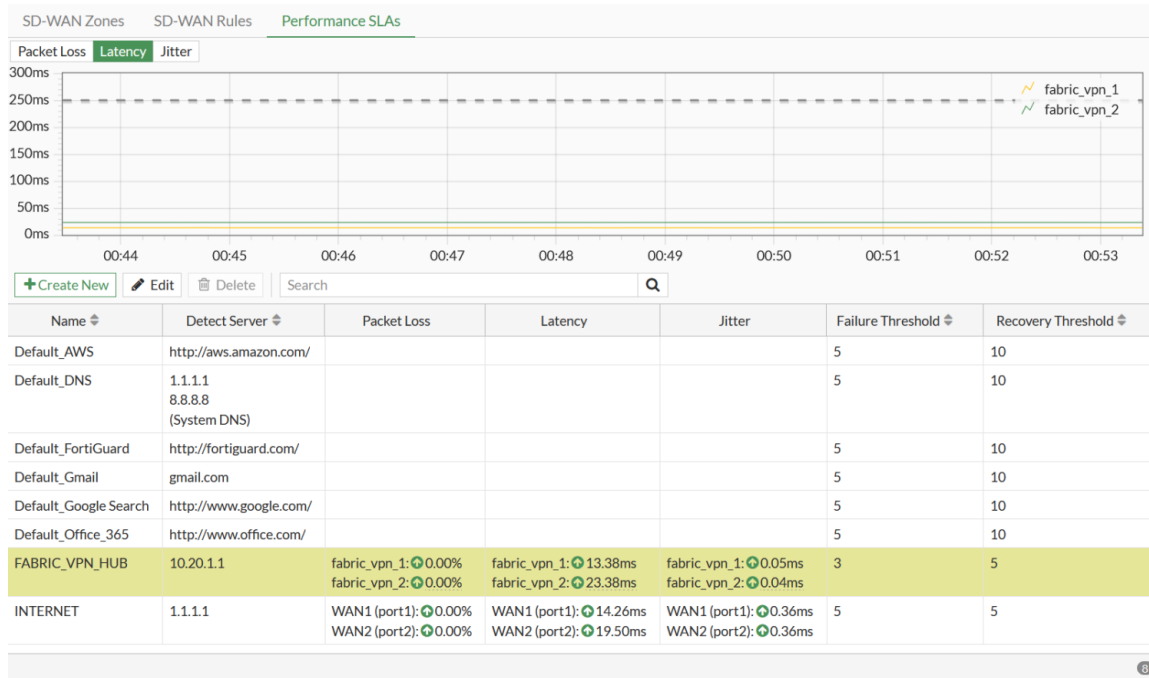 SD-WAN Zones SD-WAN Rules Performance SLAs
Packet Loss Latency Jitter
300ms
250ms
200ms
150ms
100ms
50ms
0ms
fabric_vpn_1
fabric_vpn_2
00:44 00:45 00:46 00:47 00:48 00:49 00:50 00:51 00:52 00:53
+Create New Edit Delete Search
Name Detect Server Packet Loss Latency Jitter Failure Threshold Recovery Threshold
Default_AWS http://aws.amazon.com/ 5 10
Default_DNS 1.1.1.1 5 10
8.8.8.8
(System DNS)
Default_FortiGuard http://fortiguard.com/ 5 10
Default_Gmail gmail.com 5 10
Default_Google Search http://www.google.com/ 5 10
Default_Office_365 http://www.office.com/ 5 10
FABRIC_VPN_HUB 10.20.1.1 fabric_vpn_1: 0.00% fabric_vpn_1: 13.38ms fabric_vpn_1: 0.05ms 3 5
fabric_vpn_2: 0.00% fabric_vpn_2: 23.38ms fabric_vpn_2: 0.04ms
INTERNET 1.1.1.1 WAN1 (port1): 0.00% WAN1 (port1): 14.26ms WAN1 (port1): 0.36ms 5 5
WAN2 (port2): 0.00% WAN2 (port2): 19.50ms WAN2 (port2): 0.36ms
8